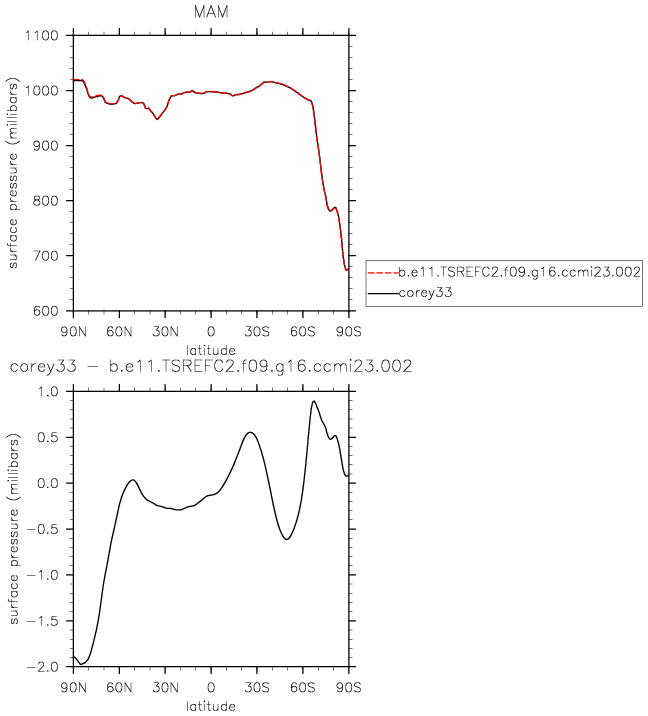 MAM
1100
1000
900
800
700
600
surface pressure (millibars)
90N 60N 30N 0 30S 60S 90S
latitude
b.e11.TSREFC2.f09.g16.ccmi23.002
corey33
corey33 − b.e11.TSREFC2.f09.g16.ccmi23.002
1.0
0.5
0.0
−0.5
−1.0
−1.5
−2.0
surface pressure (millibars)
90N 60N 30N 0 30S 60S 90S
latitude